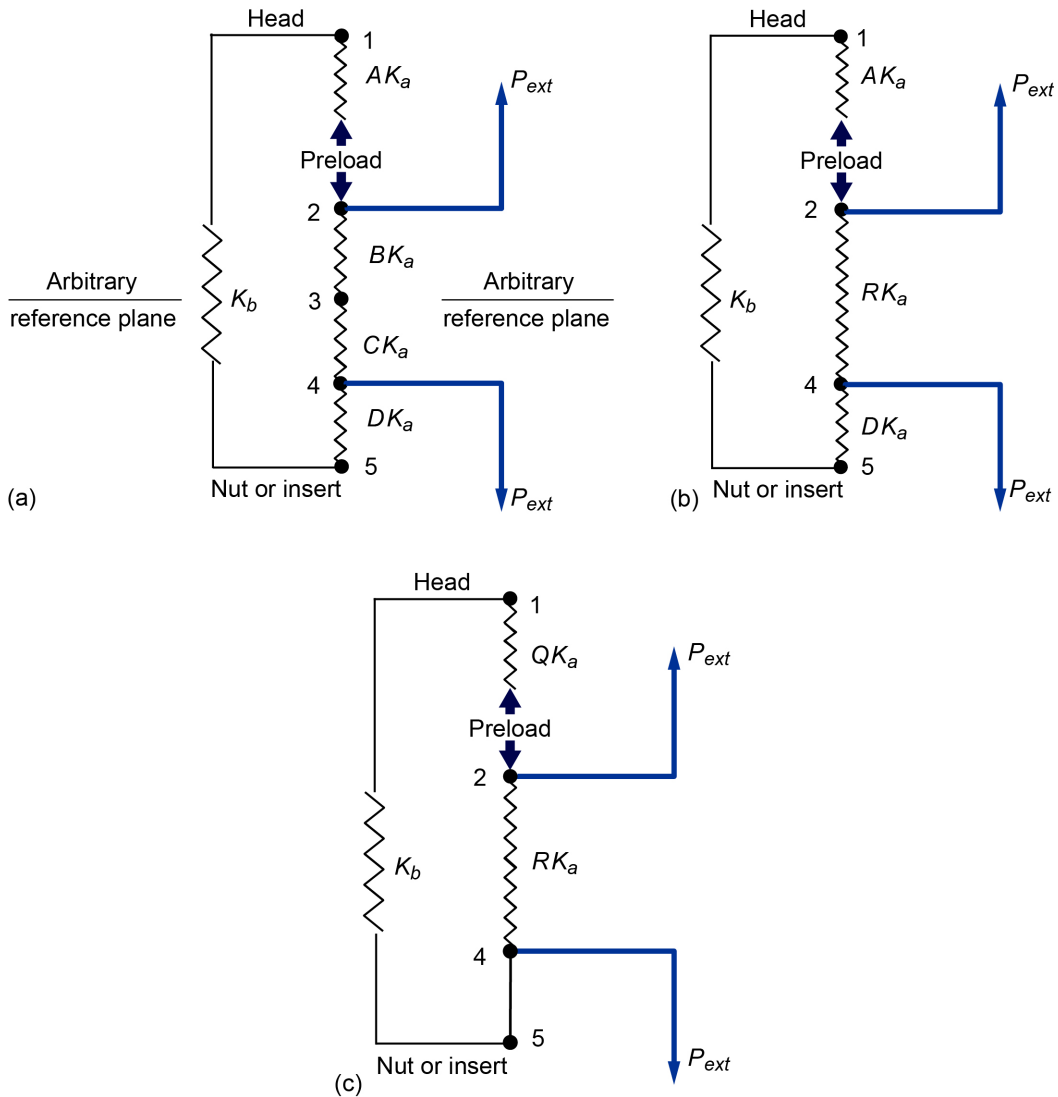 Head
1
AKa
Pext
Preload
2
BKa
Arbitrary
reference plane
Kb
3
CKa
4
DKa
5
Nut or insert
Pext
(a)
Head
1
AKa
Pext
Preload
2
Arbitrary
reference plane
Kb
RKa
4
DKa
5
Nut or insert
Pext
(b)
Head
1
QKa
Pext
Preload
2
Kb
RKa
4
5
Nut or insert
Pext
(c)